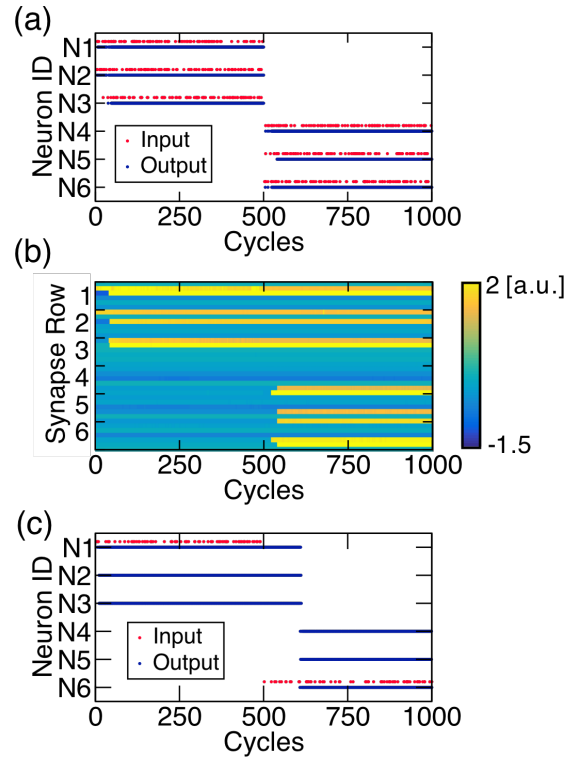 (a)
Neuron ID
N1
N2
N3
N4
N5
N6
Input
Output
0 250 500 750 1000
Cycles
(b)
Synapse Row
1
2
3
4
5
6
2 [a.u.]
-1.5
0 250 500 750 1000
Cycles
(c)
Neuron ID
N1
N2
N3
N4
N5
N6
Input
Output
0 250 500 750 1000
Cycles